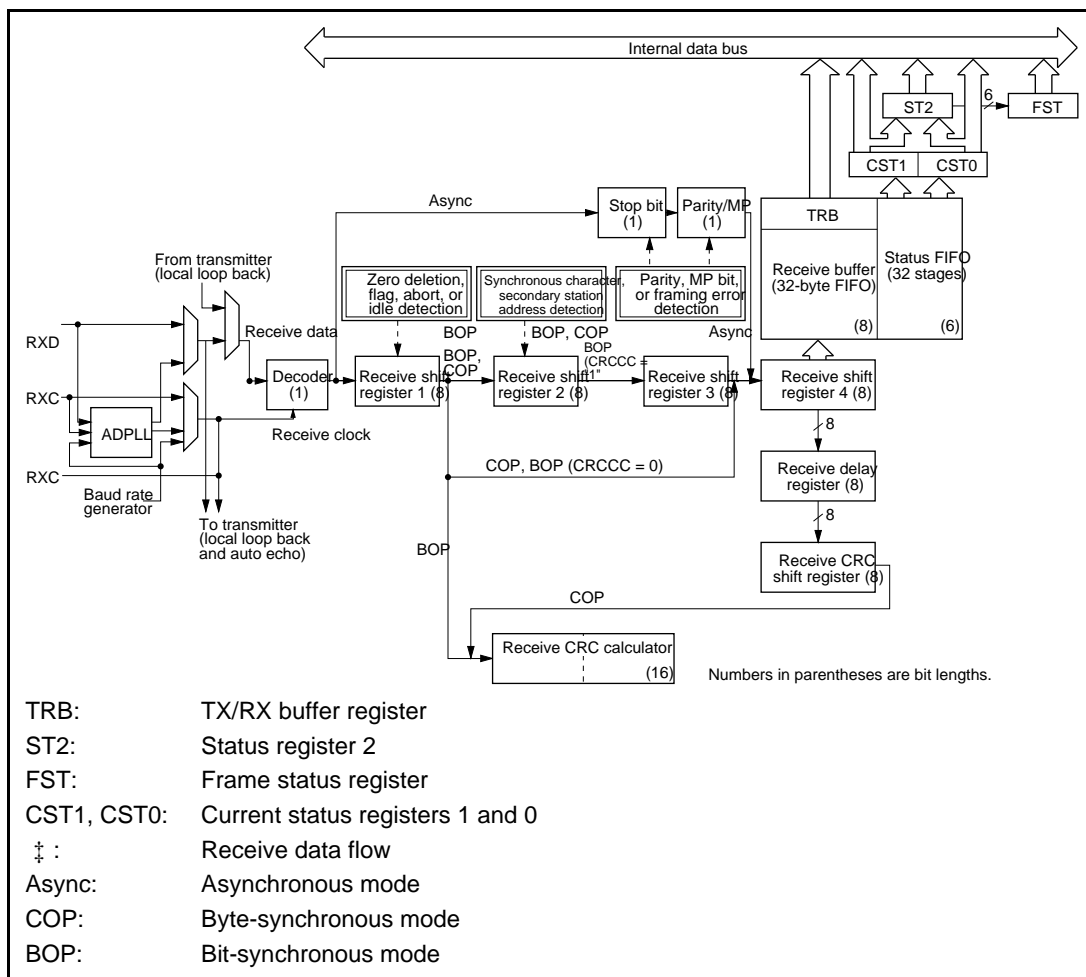 Internal data bus
6
ST2
FST
CST1
CST0
Async
Stop bit
(1)
Parity/MP
(1)
TRB
From transmitter
(local loop back)
Zero deletion,
flag, abort, or
idle detection
Synchronous character,
secondary station
address detection
Parity, MP bit,
or framing error
detection
Receive buffer
(32-byte FIFO)
(8)
Status FIFO
(32 stages)
(6)
RXD
Receive data
BOP
BOP, COP
Async
BOP,
COP
BOP
(CRCCC =
"1"
RXC
Decoder
(1)
Receive shift
register 1 (8)
Receive shift
register 2 (8)
Receive shift
register 3 (8)
Receive shift
register 4 (8)
ADPLL
Receive clock
8
RXC
COP, BOP (CRCCC = 0)
Receive delay
register (8)
Baud rate
generator
8
To transmitter
(local loop back
and auto echo)
BOP
Receive CRC
shift register (8)
COP
Receive CRC calculator
(16)
Numbers in parentheses are bit lengths.
TRB: TX/RX buffer register
ST2: Status register 2
FST: Frame status register
CST1, CST0: Current status registers 1 and 0
‡ : Receive data flow
Async: Asynchronous mode
COP: Byte-synchronous mode
BOP: Bit-synchronous mode